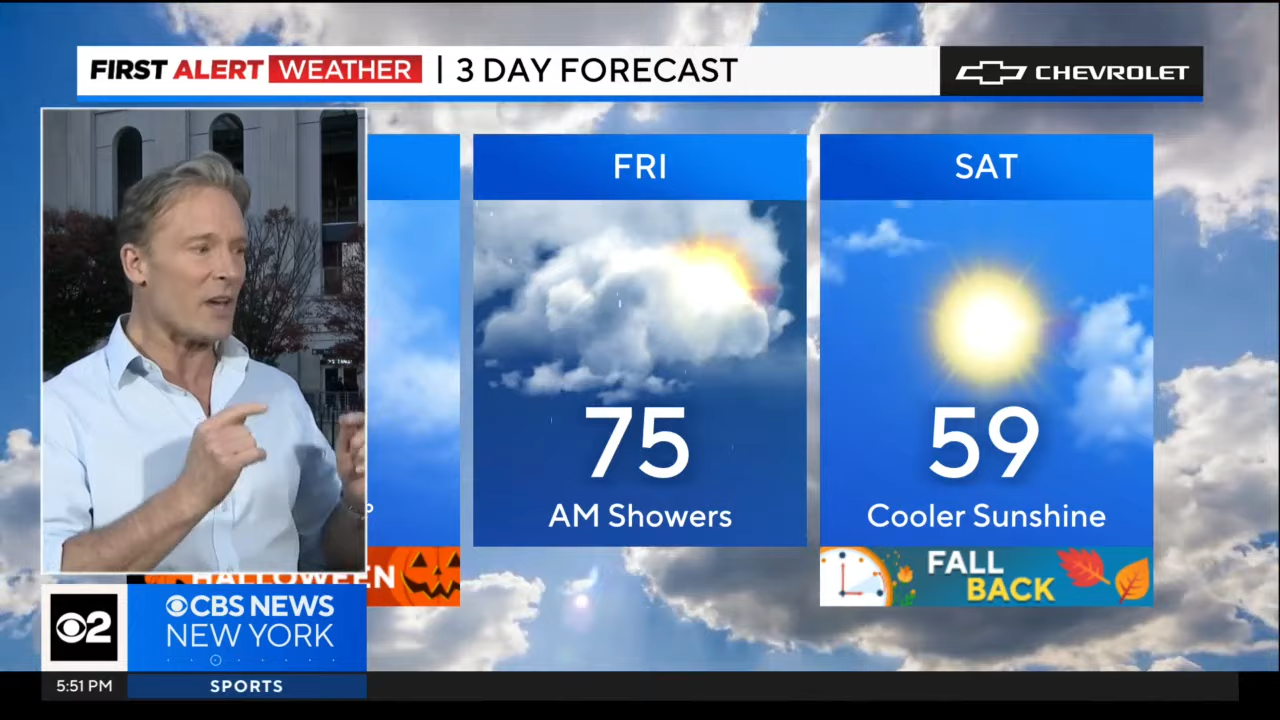 FIRST ALERT WEATHER | 3 DAY FORECAST
CHEVROLET
FRI
75
AM Showers
SAT
59
Cooler Sunshine
HALLOWEEN
FALL
BACK
2
CBS NEWS
NEW YORK
5:51 PM
SPORTS